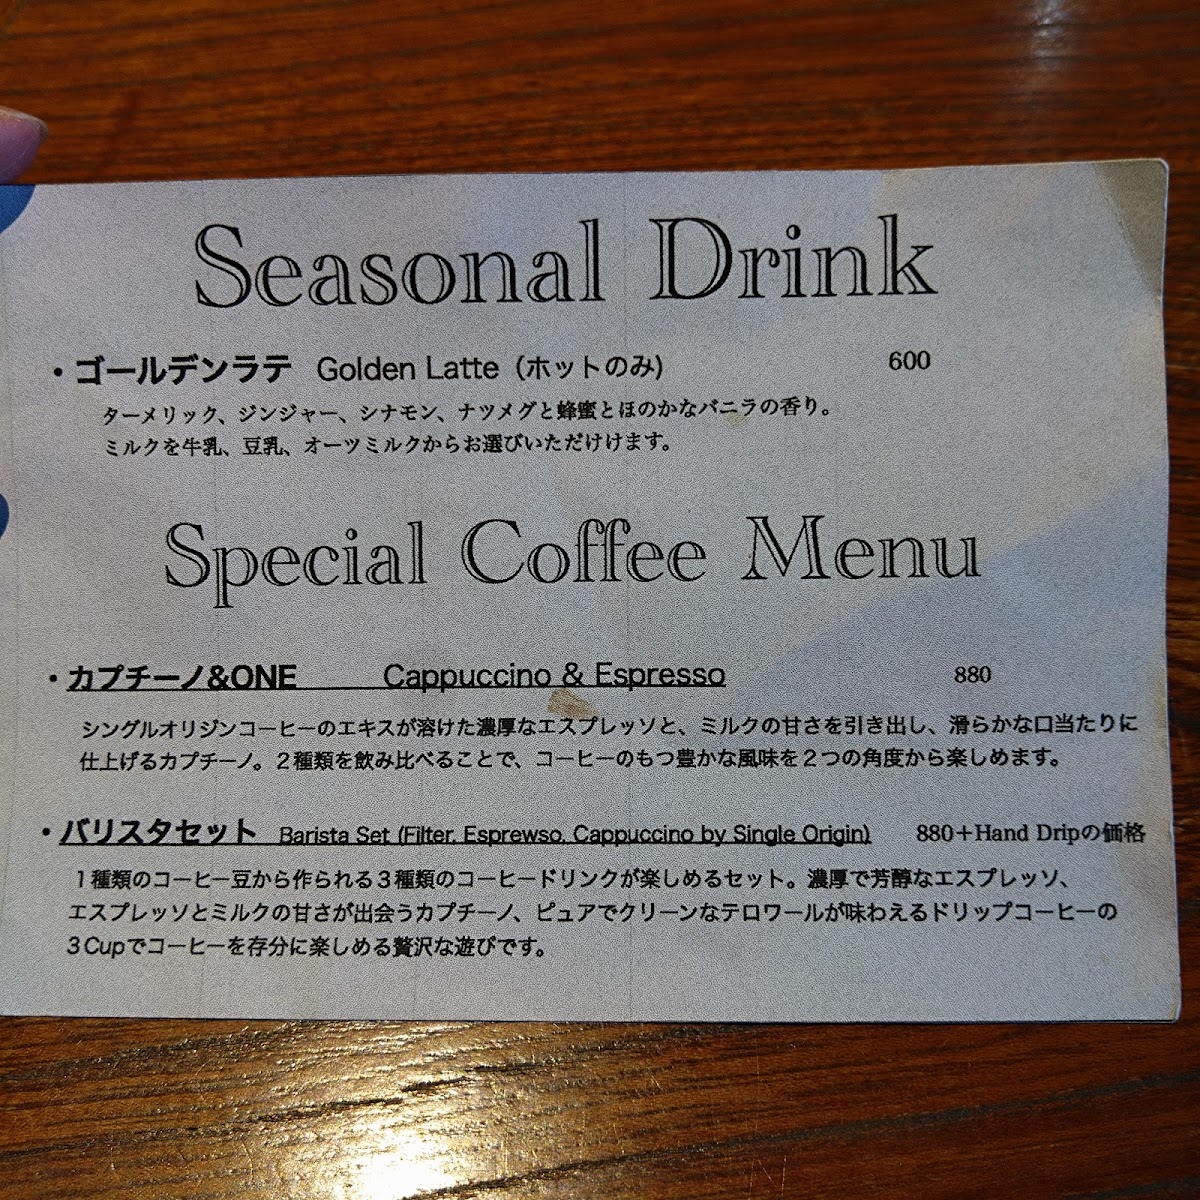 Seasonal Drink
・ゴールデンラテ Golden Latte（ホットのみ) 600
ターメリック、ジンジャー、シナモン、ナツメグと蜂蜜とほのかなバニラの香り。
ミルクを牛乳、豆乳、オーツミルクからお選びいただけけます。
Special Coffee Menu
・カプチーノ&ONE Cappuccino & Espresso 880
シングルオリジンコーヒーのエキスが溶けた濃厚なエスプレッソと、ミルクの甘さを引き出し、滑らかな口当たりに
仕上げるカプチーノ。２種類を飲み比べることで、コーヒーのもつ豊かな風味を２つの角度から楽しめます。
・バリスタセット Barista Set (Filter, Esprewso, Cappuccino by Single Origin) 880＋Hand Dripの価格
１種類のコーヒー豆から作られる３種類のコーヒードリンクが楽しめるセット。濃厚で芳醇なエスプレッソ、
エスプレッソとミルクの甘さが出会うカプチーノ、ピュアでクリーンなテロワールが味わえるドリップコーヒーの
３Cupでコーヒーを存分に楽しめる贅沢な遊びです。